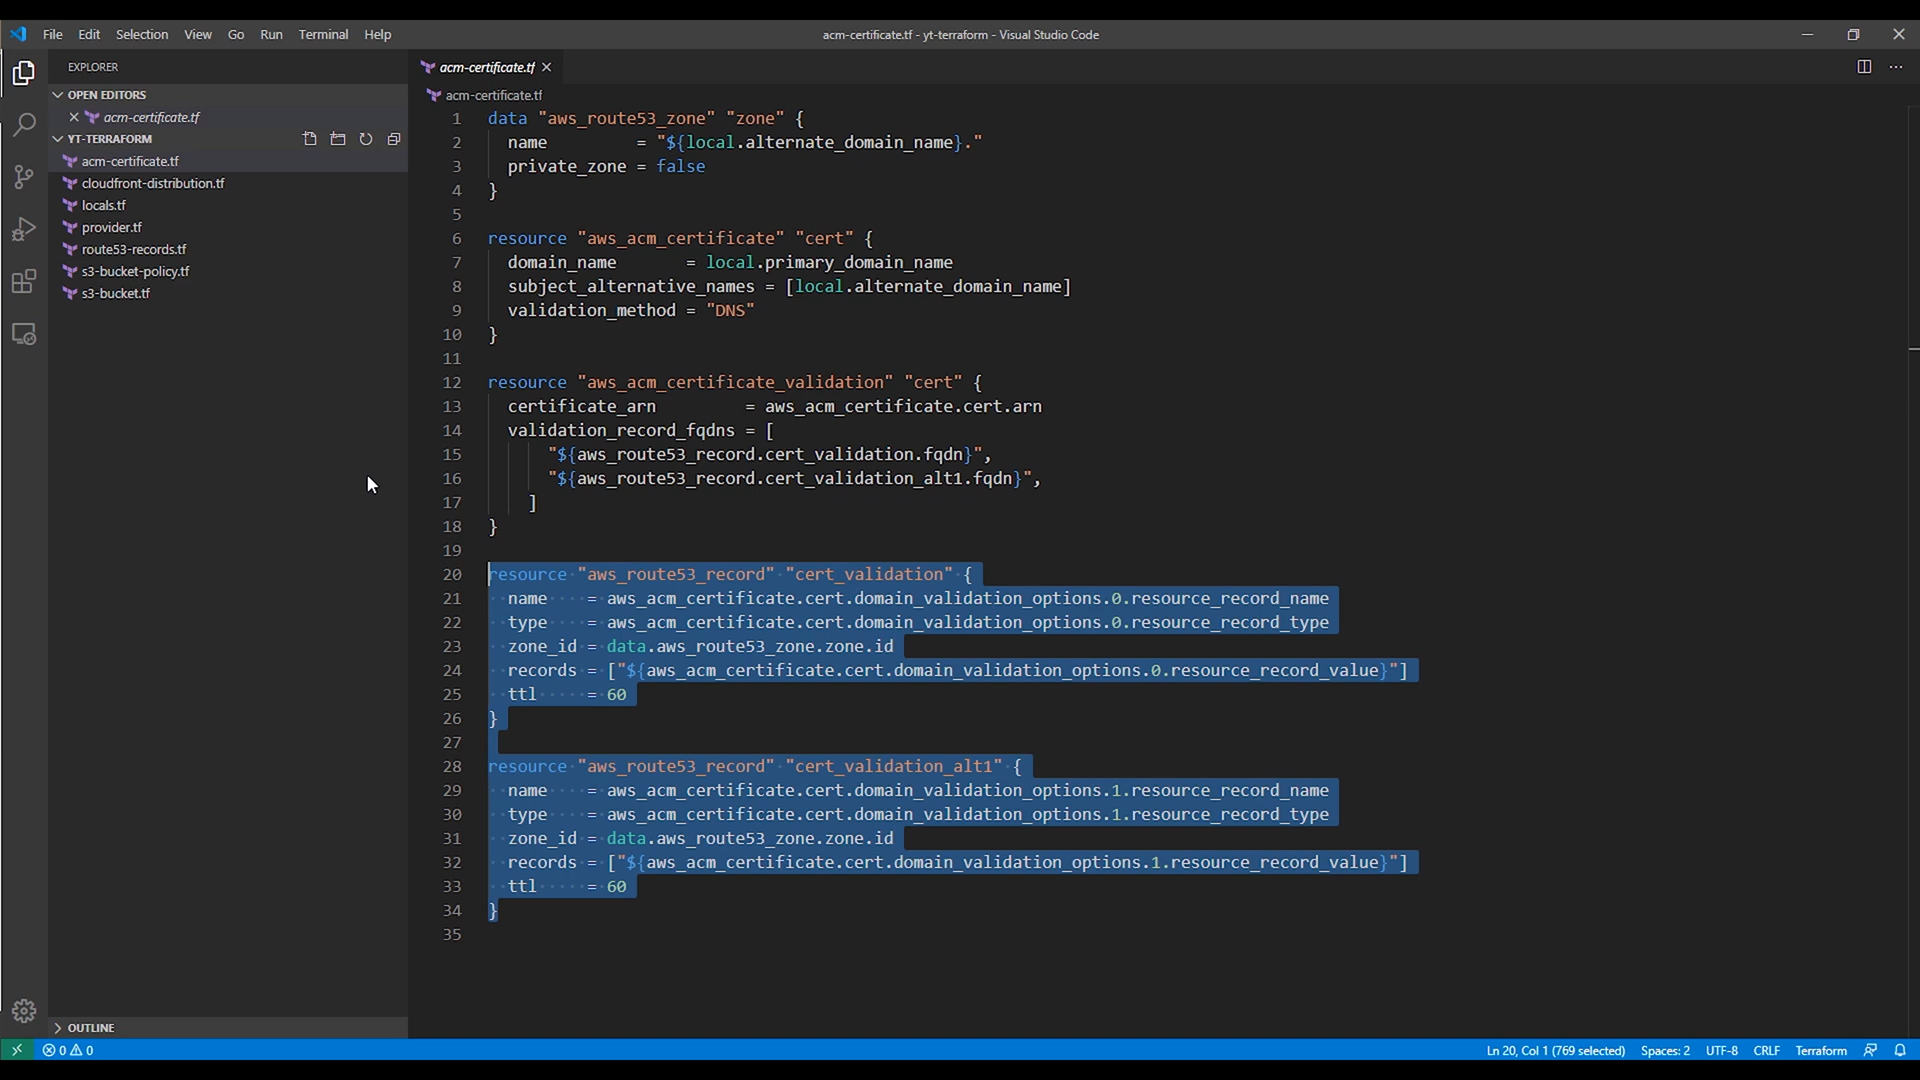 File Edit Selection View Go Run Terminal Help
acm-certificate.tf - yt-terraform - Visual Studio Code
EXPLORER
OPEN EDITORS
acm-certificate.tf
YT-TERRAFORM
acm-certificate.tf
cloudfront-distribution.tf
locals.tf
provider.tf
route53-records.tf
s3-bucket-policy.tf
s3-bucket.tf
OUTLINE
acm-certificate.tf
acm-certificate.tf
1 data "aws_route53_zone" "zone" {
2   name         = "${local.alternate_domain_name}."
3   private_zone = false
4 }
5
6 resource "aws_acm_certificate" "cert" {
7   domain_name       = local.primary_domain_name
8   subject_alternative_names = [local.alternate_domain_name]
9   validation_method = "DNS"
10 }
11
12 resource "aws_acm_certificate_validation" "cert" {
13   certificate_arn         = aws_acm_certificate.cert.arn
14   validation_record_fqdns = [
15       "${aws_route53_record.cert_validation.fqdn}",
16       "${aws_route53_record.cert_validation_alt1.fqdn}",
17     ]
18 }
19
20 resource "aws_route53_record" "cert_validation" {
21   name    = aws_acm_certificate.cert.domain_validation_options.0.resource_record_name
22   type    = aws_acm_certificate.cert.domain_validation_options.0.resource_record_type
23   zone_id = data.aws_route53_zone.zone.id
24   records = ["${aws_acm_certificate.cert.domain_validation_options.0.resource_record_value}"]
25   ttl     = 60
26 }
27
28 resource "aws_route53_record" "cert_validation_alt1" {
29   name    = aws_acm_certificate.cert.domain_validation_options.1.resource_record_name
30   type    = aws_acm_certificate.cert.domain_validation_options.1.resource_record_type
31   zone_id = data.aws_route53_zone.zone.id
32   records = ["${aws_acm_certificate.cert.domain_validation_options.1.resource_record_value}"]
33   ttl     = 60
34 }
35
0 0
Ln 20, Col 1 (769 selected) Spaces: 2 UTF-8 CRLF Terraform